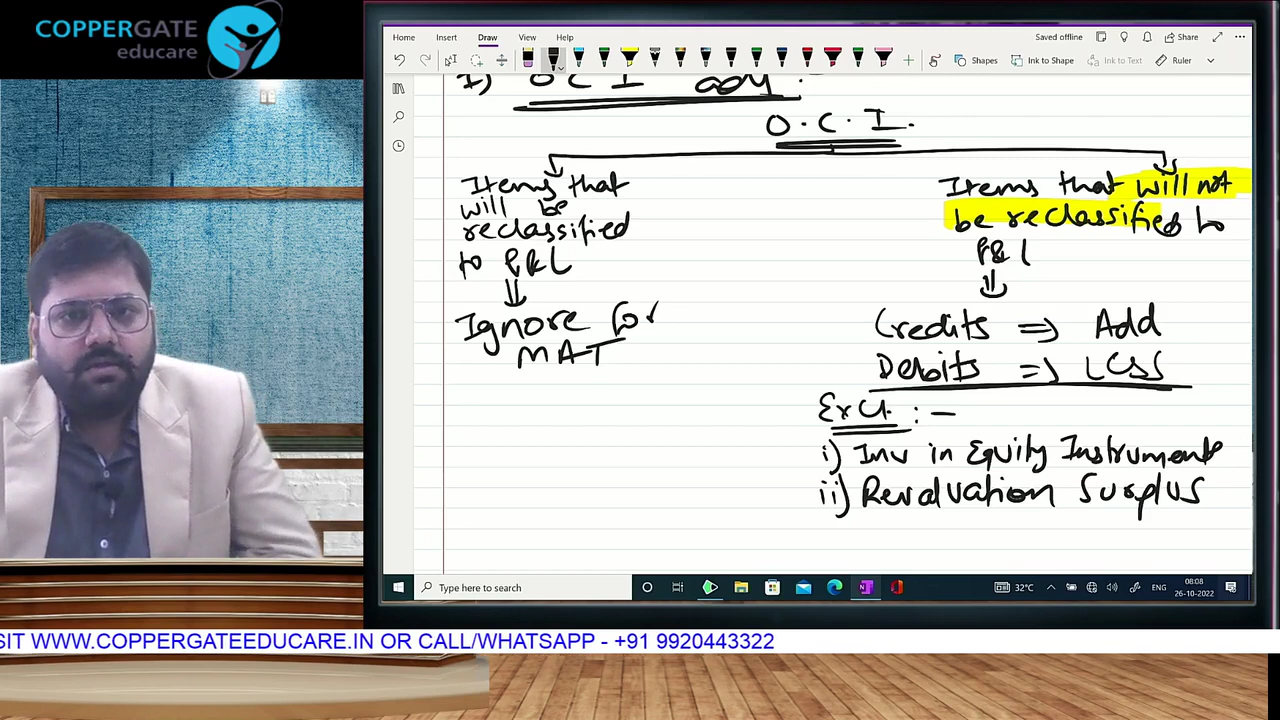 COPPERGATE
educare
Home Insert Draw View Help
Saved offline
Share
Shapes
Ink to Shape
Ink to Text
Ruler
1) O C I adj :-
O.C.I.
Items that
will be
reclassified
to P&L
Ignore for
MAT
Items that will not
be reclassified to
P&L
Credits => Add
Debits => Less
Excl. :-
i) Inv in Equity Instruments
ii) Revaluation Surplus
Type here to search
32°C
ENG
08:08
26-10-2022
SIT WWW.COPPERGATEEDUCARE.IN OR CALL/WHATSAPP - +91 9920443322